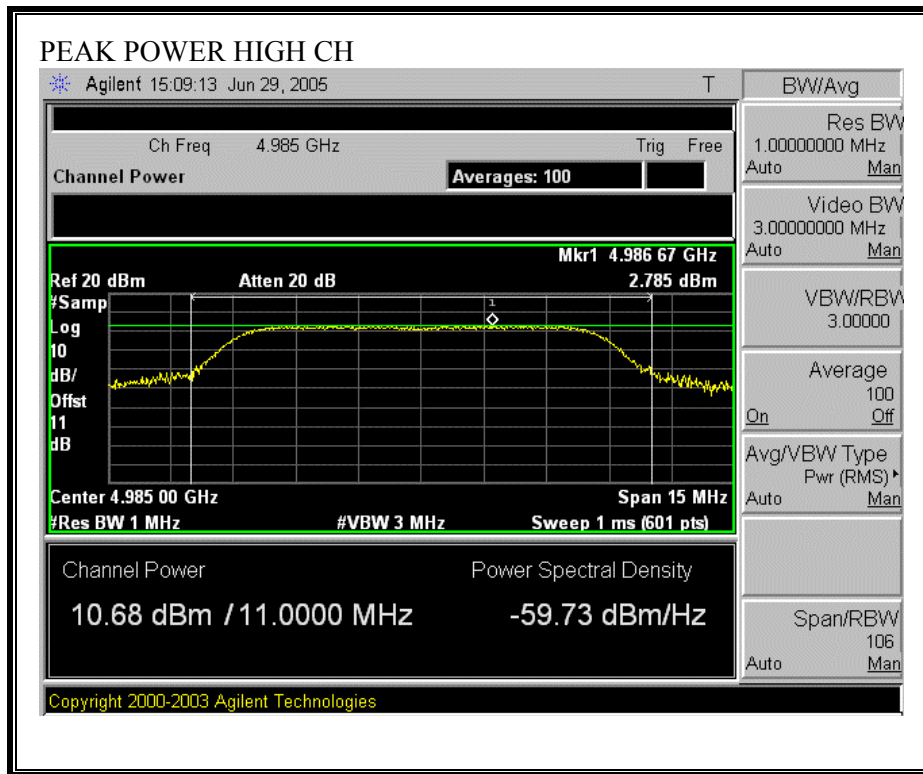 PEAK POWER HIGH CH
Agilent 15:09:13 Jun 29, 2005 T
Ch Freq 4.985 GHz Trig Free
Channel Power Averages: 100
Mkr1 4.986 67 GHz
Ref 20 dBm Atten 20 dB 2.785 dBm
#Samp
Log
10
dB/
Offst
11
dB
1
Center 4.985 00 GHz Span 15 MHz
#Res BW 1 MHz #VBW 3 MHz Sweep 1 ms (601 pts)
Channel Power Power Spectral Density
10.68 dBm / 11.0000 MHz -59.73 dBm/Hz
Copyright 2000-2003 Agilent Technologies
BW/Avg
Res BW
1.00000000 MHz
Auto Man
Video BW
3.00000000 MHz
Auto Man
VBW/RBW
3.00000
Average
100
On Off
Avg/VBW Type
Pwr (RMS)
Auto Man
Span/RBW
106
Auto Man